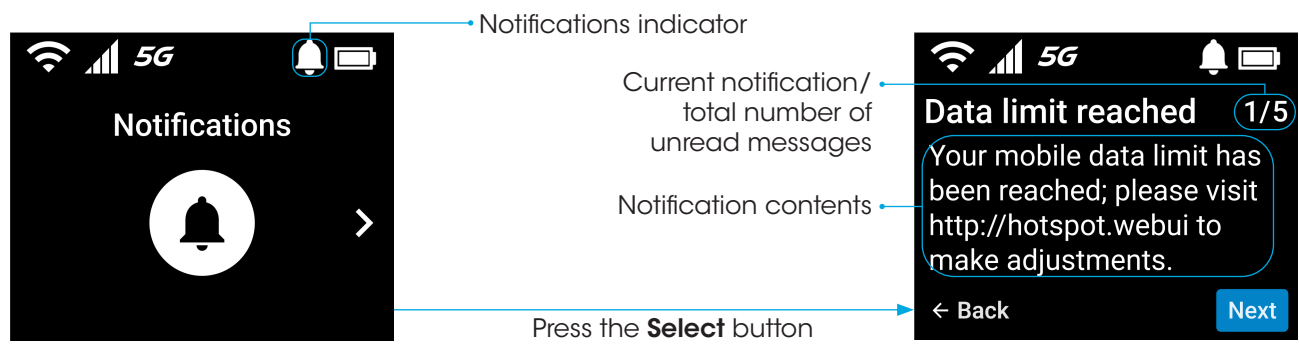 Notifications indicator
5G
Notifications
Current notification/
total number of
unread messages
Notification contents
Press the Select button
5G
Data limit reached 1/5
Your mobile data limit has
been reached; please visit
http://hotspot.webui to
make adjustments.
← Back Next